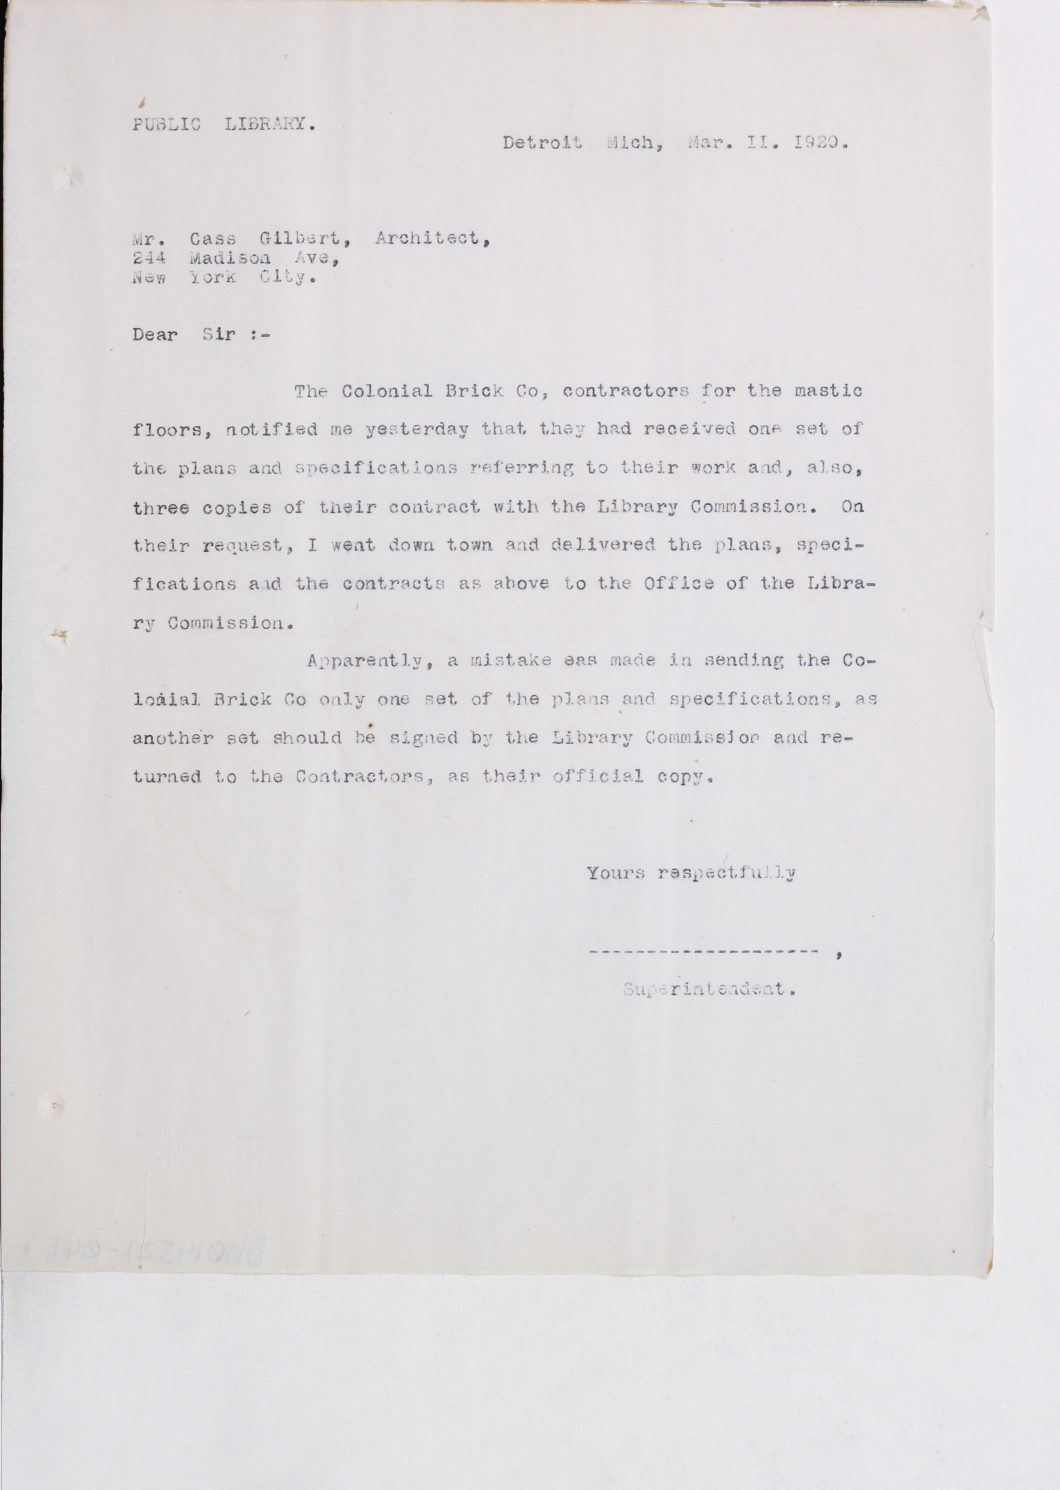 PUBLIC LIBRARY.
Detroit Mich, Mar. II. I920.
Mr. Cass Gilbert, Architect,
244 Madison Ave,
New York City.
Dear Sir :-
The Colonial Brick Co, contractors for the mastic
floors, notified me yesterday that they had received one set of
the plans and specifications referring to their work and, also,
three copies of their contract with the Library Commission. On
their request, I went down town and delivered the plans, speci-
fications and the contracts as above to the Office of the Libra-
ry Commission.
Apparently, a mistake eas made in sending the Co-
lonial Brick Co only one set of the plans and specifications, as
another set should be signed by the Library Commission and re-
turned to the Contractors, as their official copy.
Yours respectfully
-------------------- ,
Superintendent.